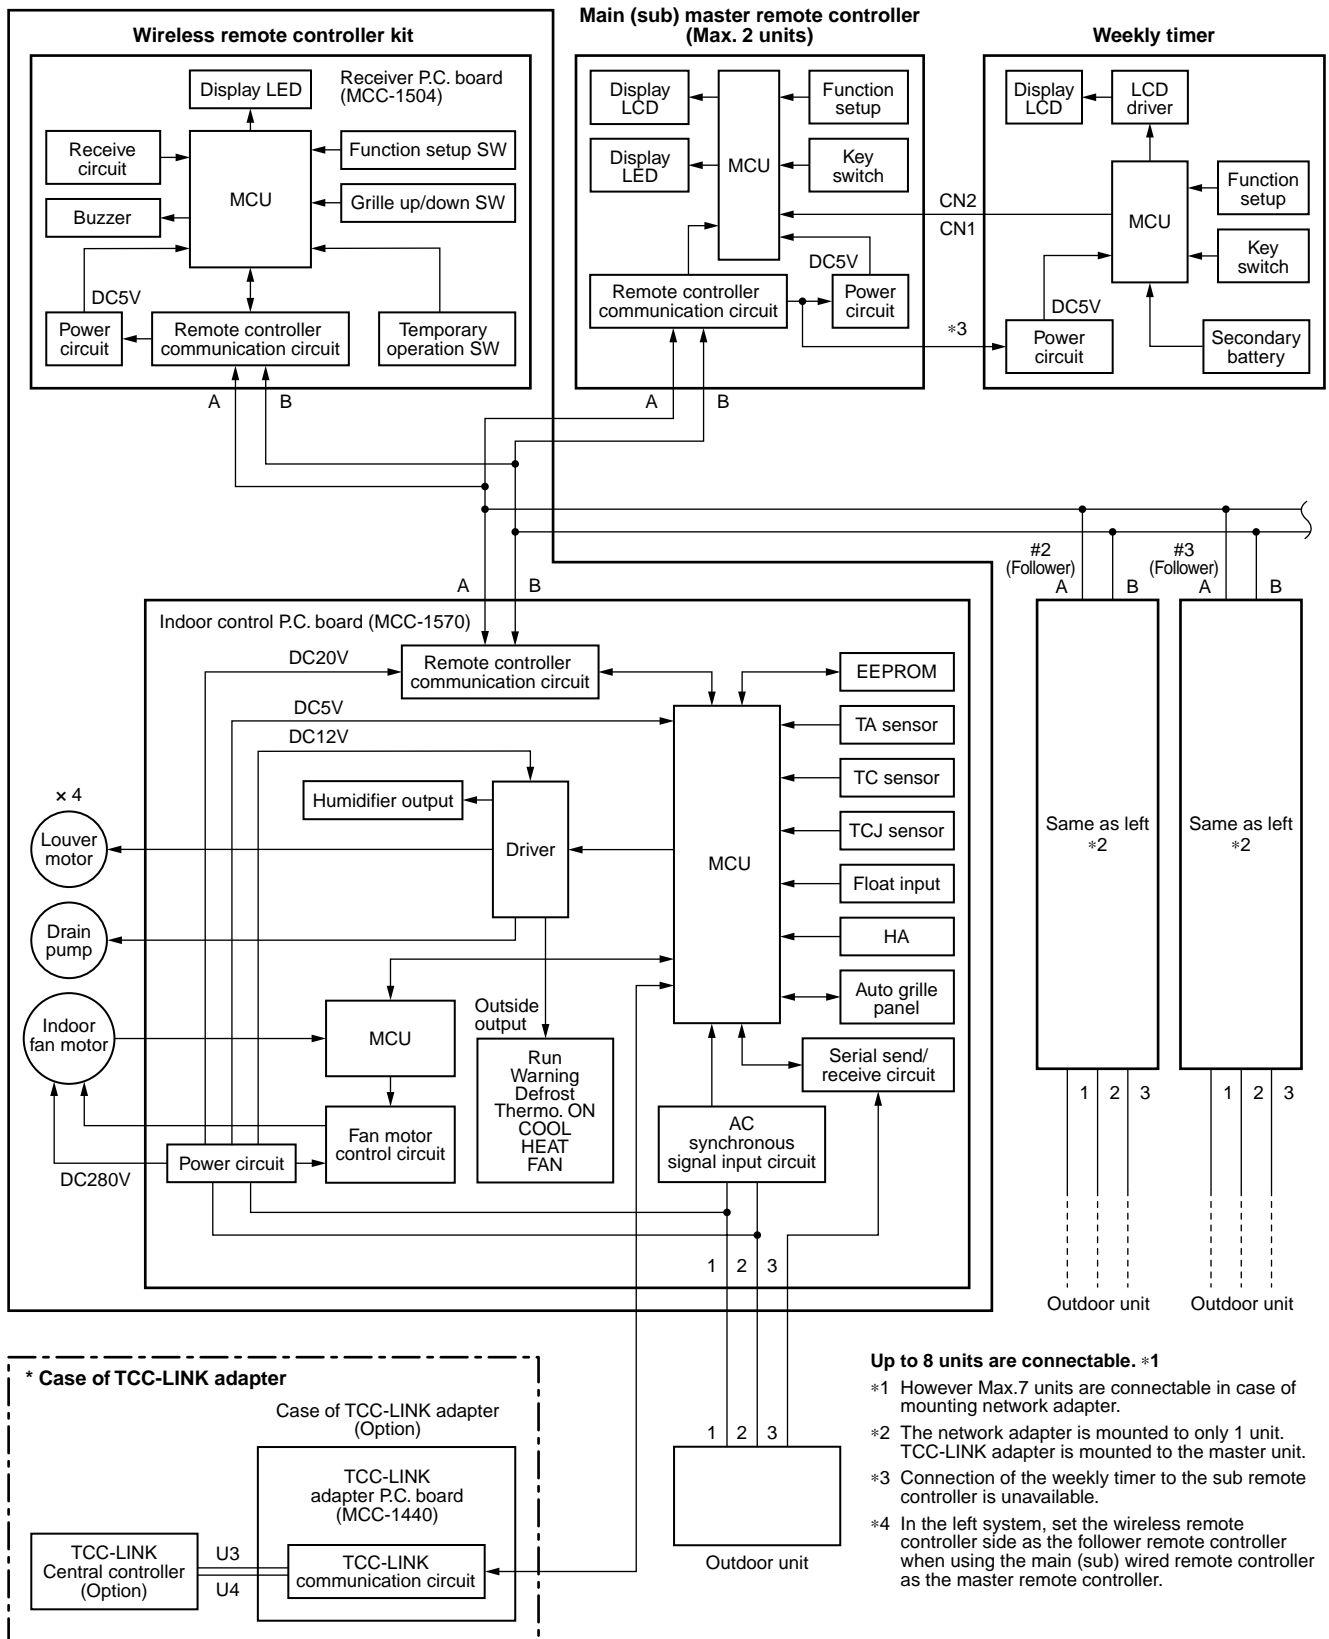 Wireless remote controller kit
Main (sub) master remote controller
(Max. 2 units)
Weekly timer
Receiver P.C. board
(MCC-1504)
Display LED
Receive
circuit
Buzzer
MCU
Function setup SW
Grille up/down SW
DC5V
Power
circuit
Remote controller
communication circuit
Temporary
operation SW
A
B
Display
LCD
Display
LED
MCU
Function
setup
Key
switch
DC5V
Remote controller
communication circuit
Power
circuit
A
B
CN2
CN1
*3
Display
LCD
LCD
driver
MCU
Function
setup
Key
switch
DC5V
Power
circuit
Secondary
battery
A
B
#2
(Follower)
A
B
#3
(Follower)
A
B
Indoor control P.C. board (MCC-1570)
DC20V
Remote controller
communication circuit
DC5V
DC12V
EEPROM
TA sensor
TC sensor
TCJ sensor
Float input
HA
Auto grille
panel
MCU
Humidifier output
Driver
× 4
Louver
motor
Drain
pump
Indoor
fan motor
MCU
Outside
output
Run
Warning
Defrost
Thermo. ON
COOL
HEAT
FAN
Serial send/
receive circuit
AC
synchronous
signal input circuit
Fan motor
control circuit
Power circuit
DC280V
1
2
3
Same as left
*2
Same as left
*2
1
2
3
1
2
3
Outdoor unit
Outdoor unit
* Case of TCC-LINK adapter
Case of TCC-LINK adapter
(Option)
TCC-LINK
adapter P.C. board
(MCC-1440)
TCC-LINK
Central controller
(Option)
U3
U4
TCC-LINK
communication circuit
1
2
3
Outdoor unit
Up to 8 units are connectable. *1
*1 However Max.7 units are connectable in case of
mounting network adapter.
*2 The network adapter is mounted to only 1 unit.
TCC-LINK adapter is mounted to the master unit.
*3 Connection of the weekly timer to the sub remote
controller is unavailable.
*4 In the left system, set the wireless remote
controller side as the follower remote controller
when using the main (sub) wired remote controller
as the master remote controller.